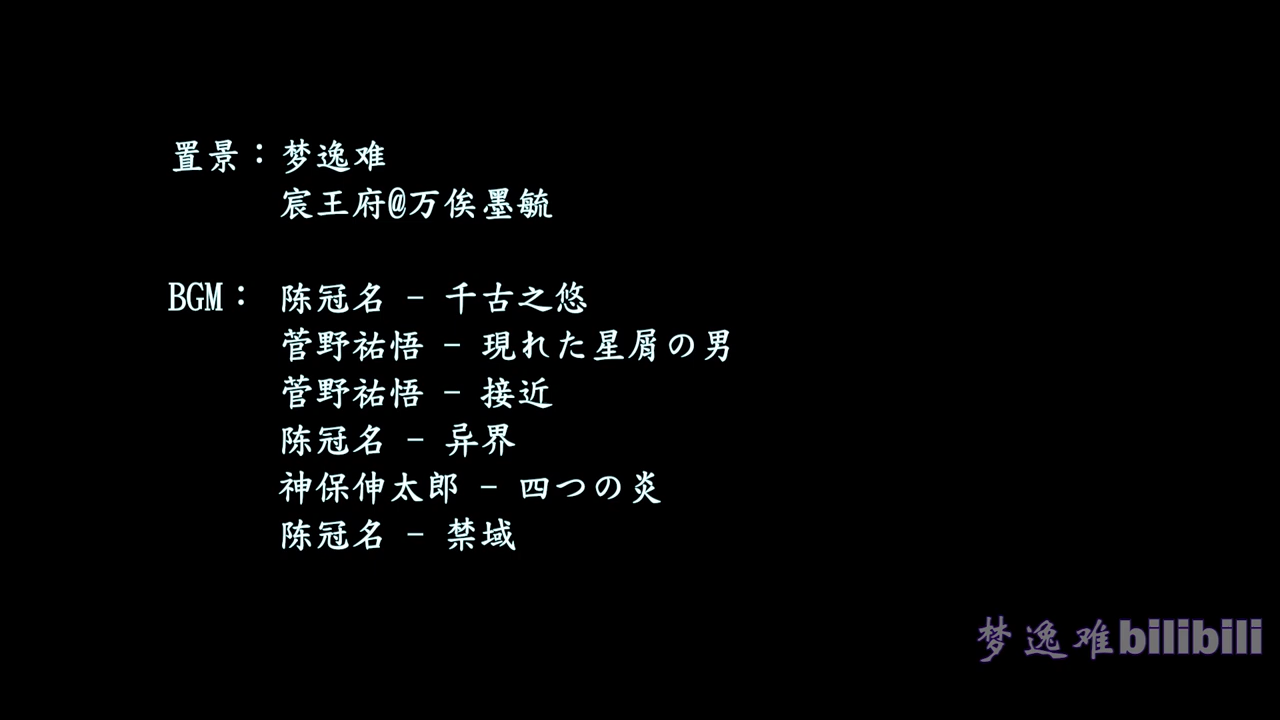 置景：梦逸难
宸王府@万俟墨毓
BGM：陈冠名 - 千古之悠
菅野祐悟 - 現れた星屑の男
菅野祐悟 - 接近
陈冠名 - 异界
神保伸太郎 - 四つの炎
陈冠名 - 禁域
梦逸难bilibili